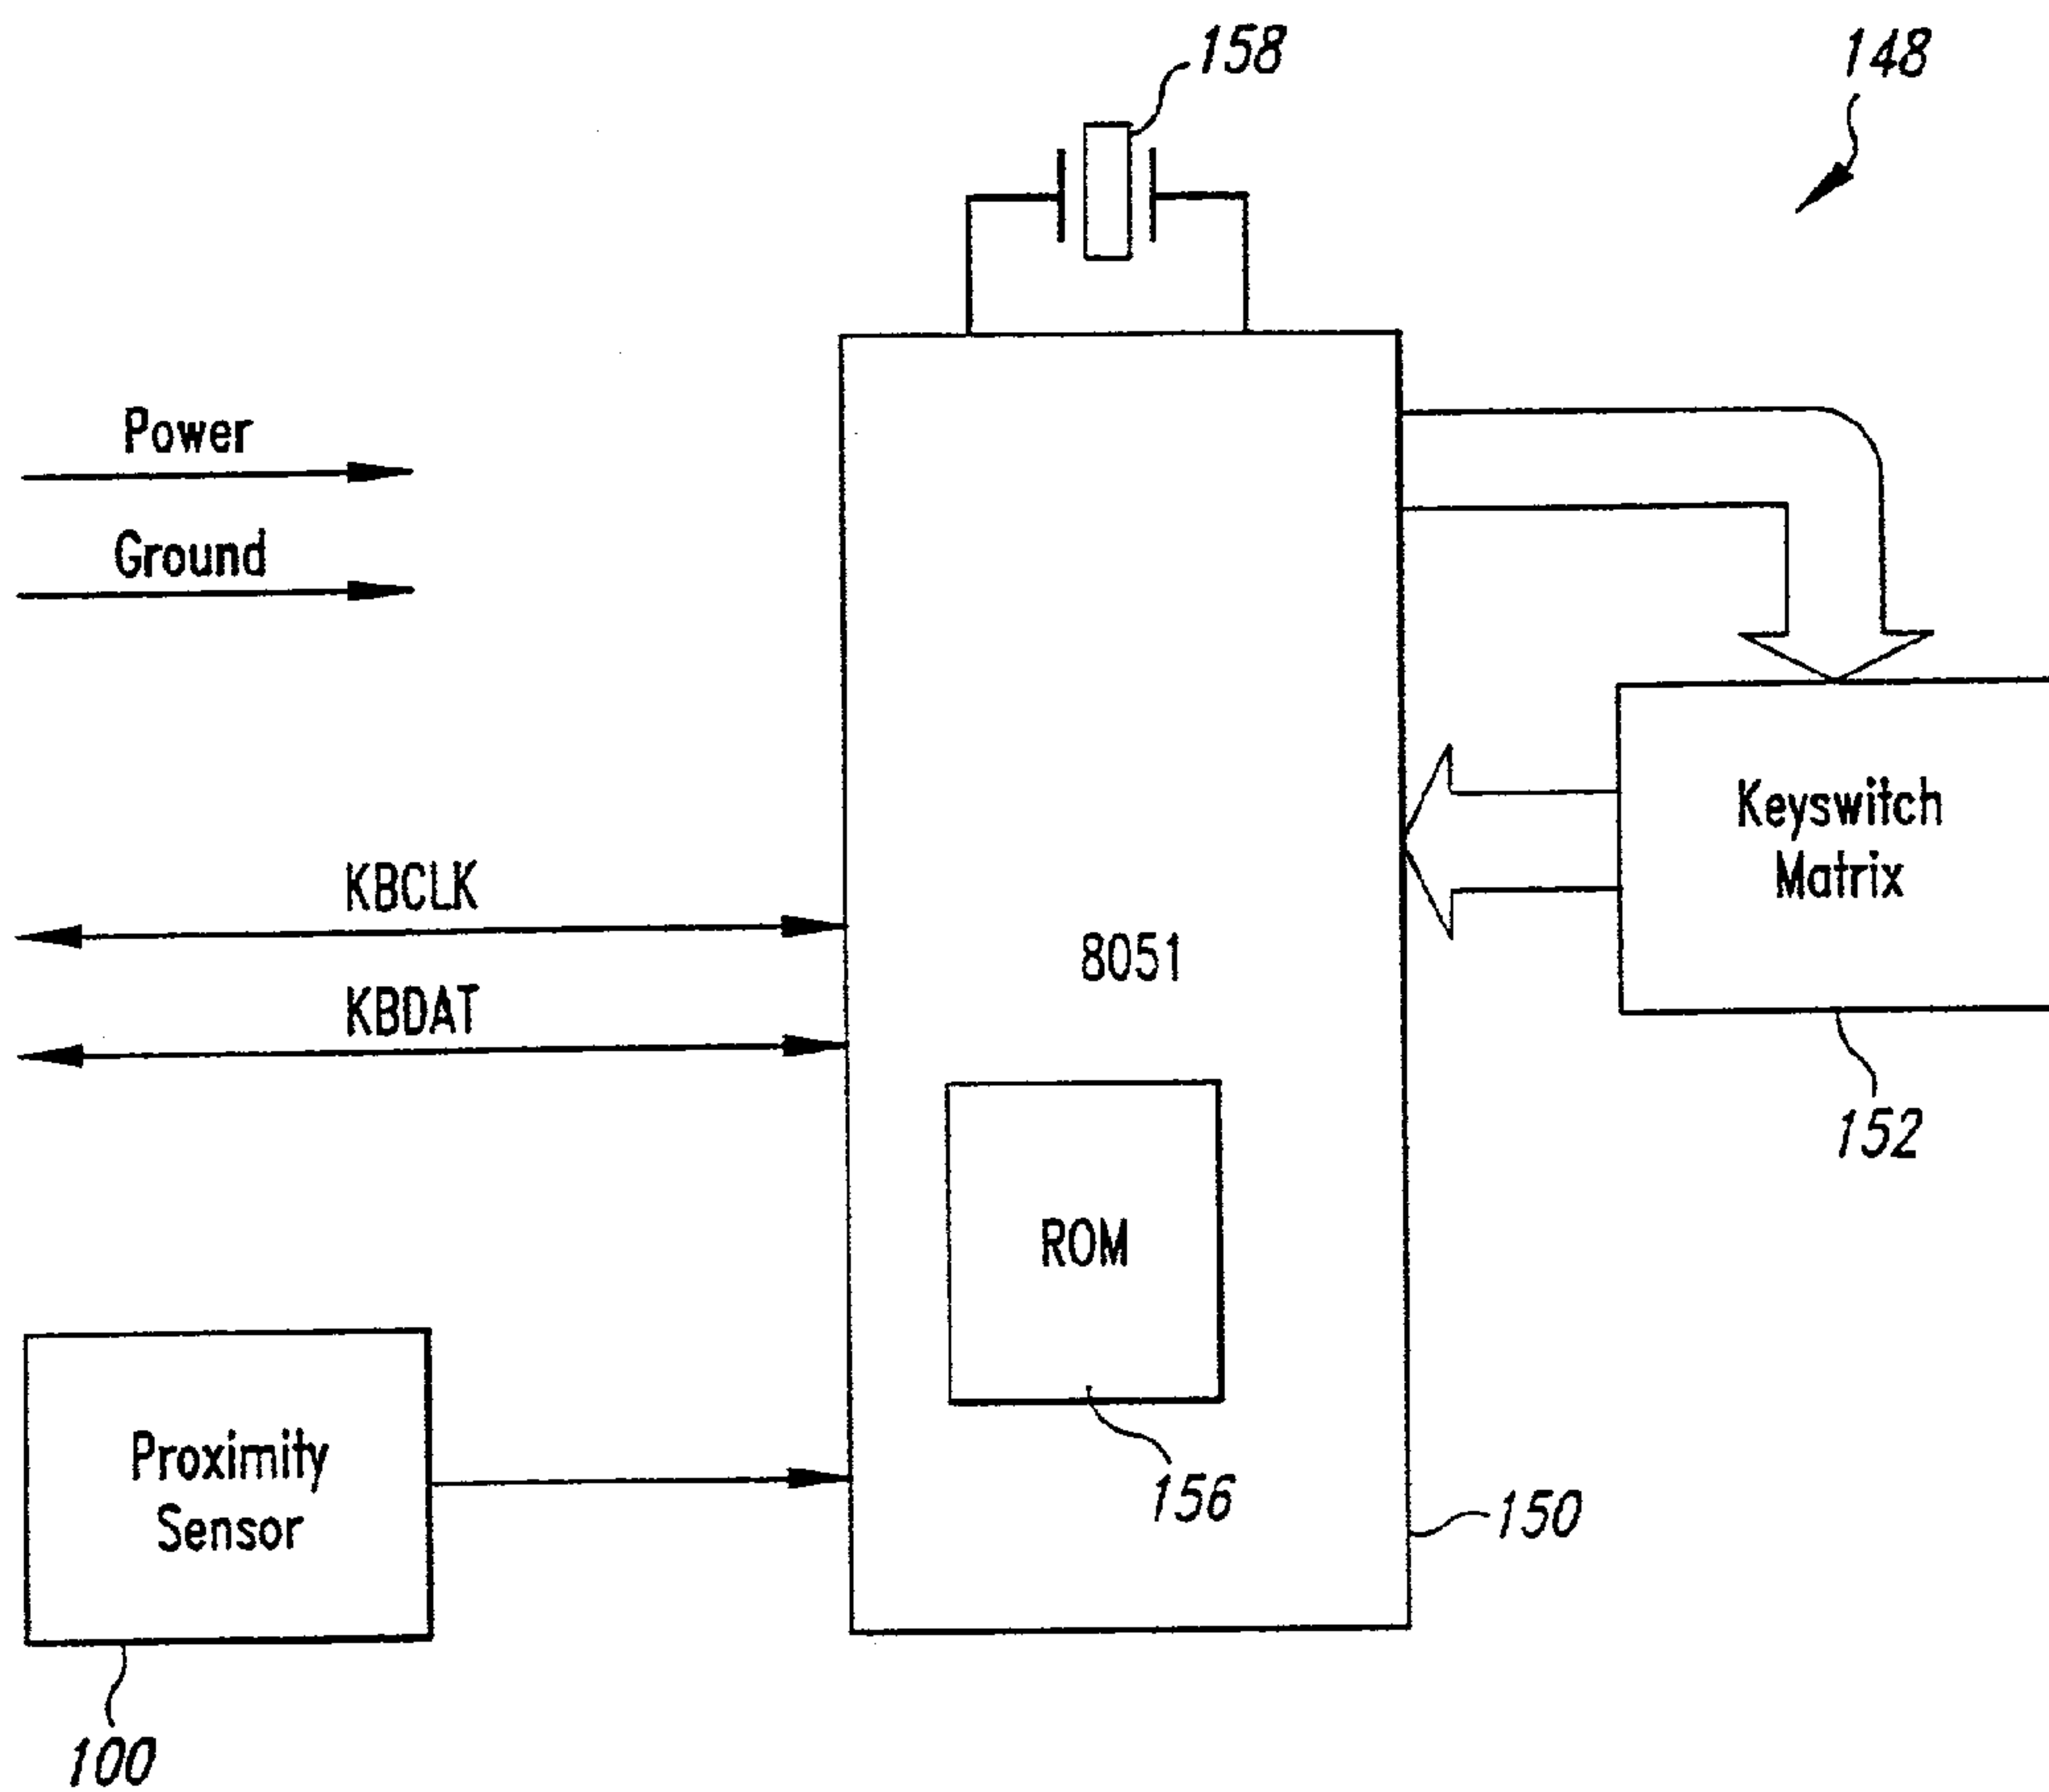 158
148
Power
Ground
KBCLK
KBDAT
8051
Keyswitch
Matrix
152
ROM
156
150
Proximity
Sensor
100